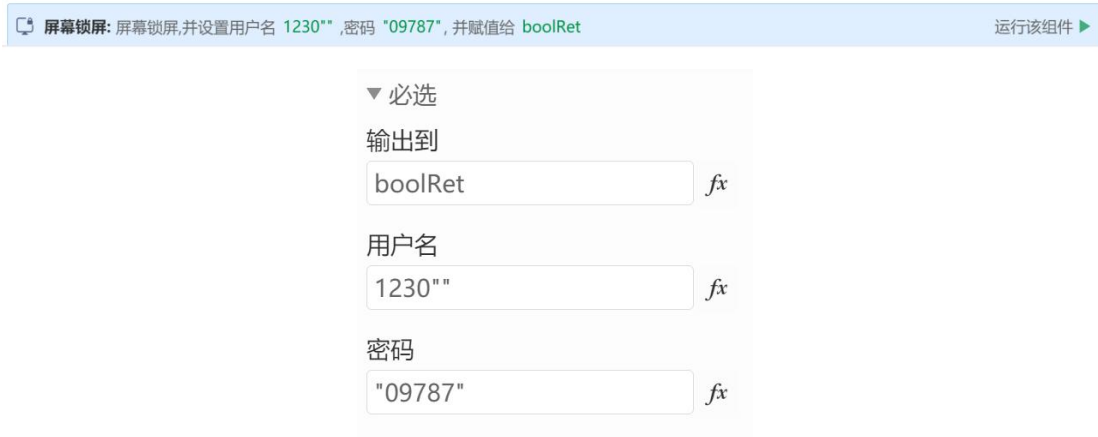 屏幕锁屏: 屏幕锁屏,并设置用户名 1230"" ,密码 "09787" , 并赋值给 boolRet 运行该组件
必选
输出到
boolRet fx
用户名
1230"" fx
密码
"09787" fx